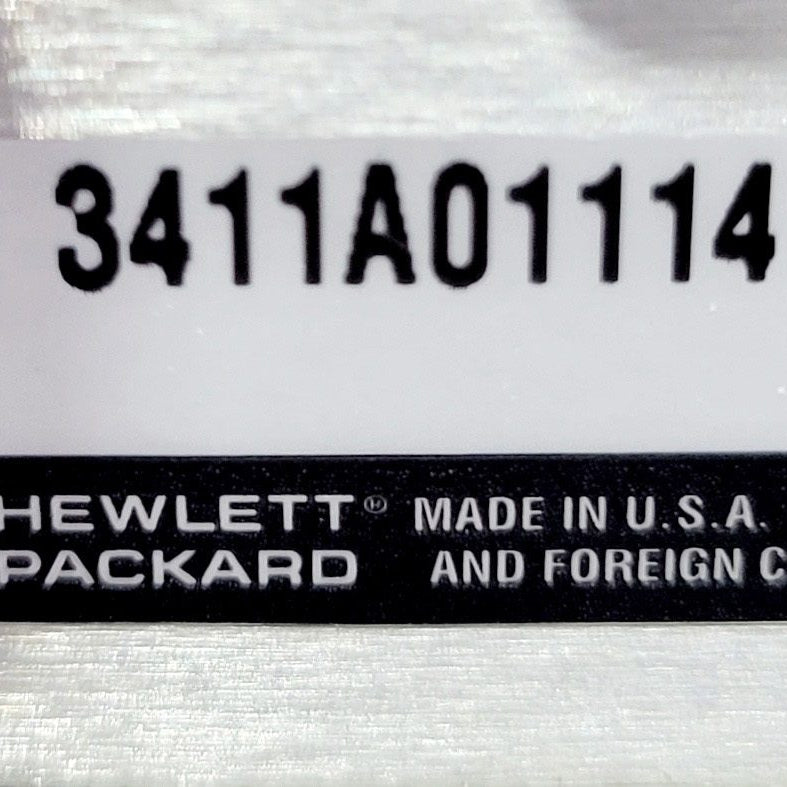 3411A01114
HEWLETT® MADE IN U.S.A.
PACKARD AND FOREIGN C